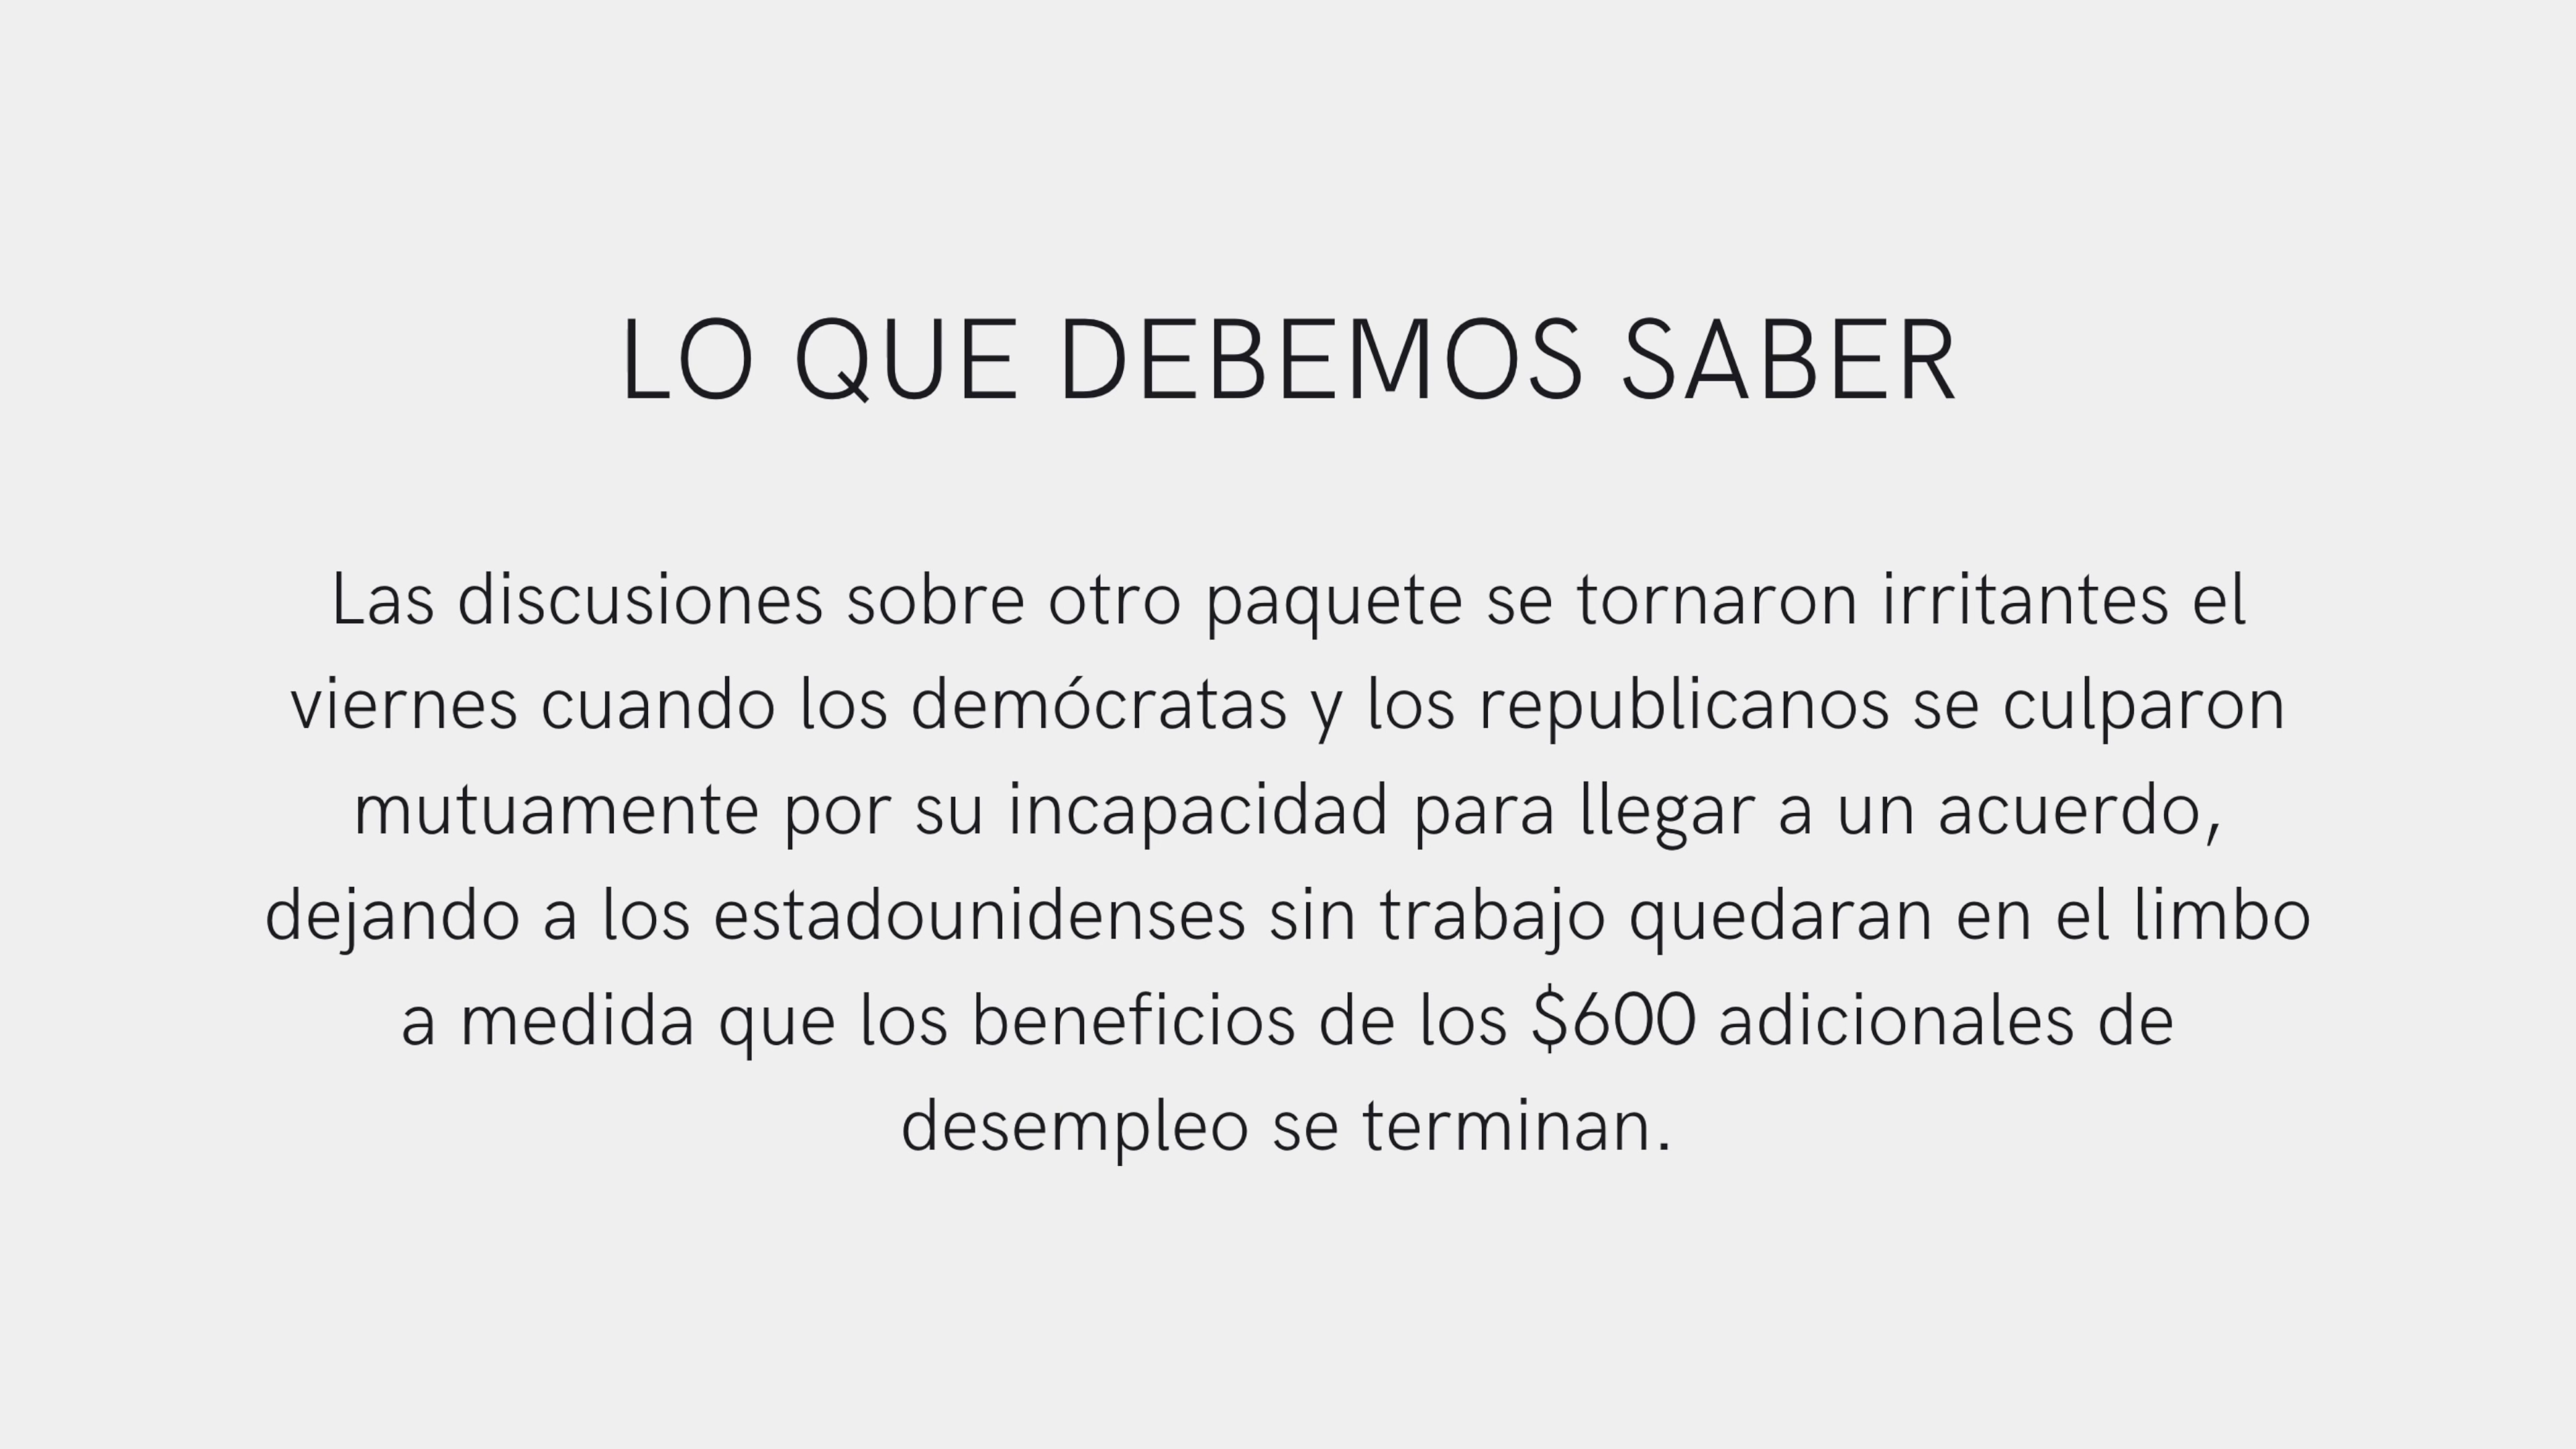 LO QUE DEBEMOS SABER
Las discusiones sobre otro paquete se tornaron irritantes el
viernes cuando los demócratas y los republicanos se culparon
mutuamente por su incapacidad para llegar a un acuerdo,
dejando a los estadounidenses sin trabajo quedaran en el limbo
a medida que los beneficios de los $600 adicionales de
desempleo se terminan.